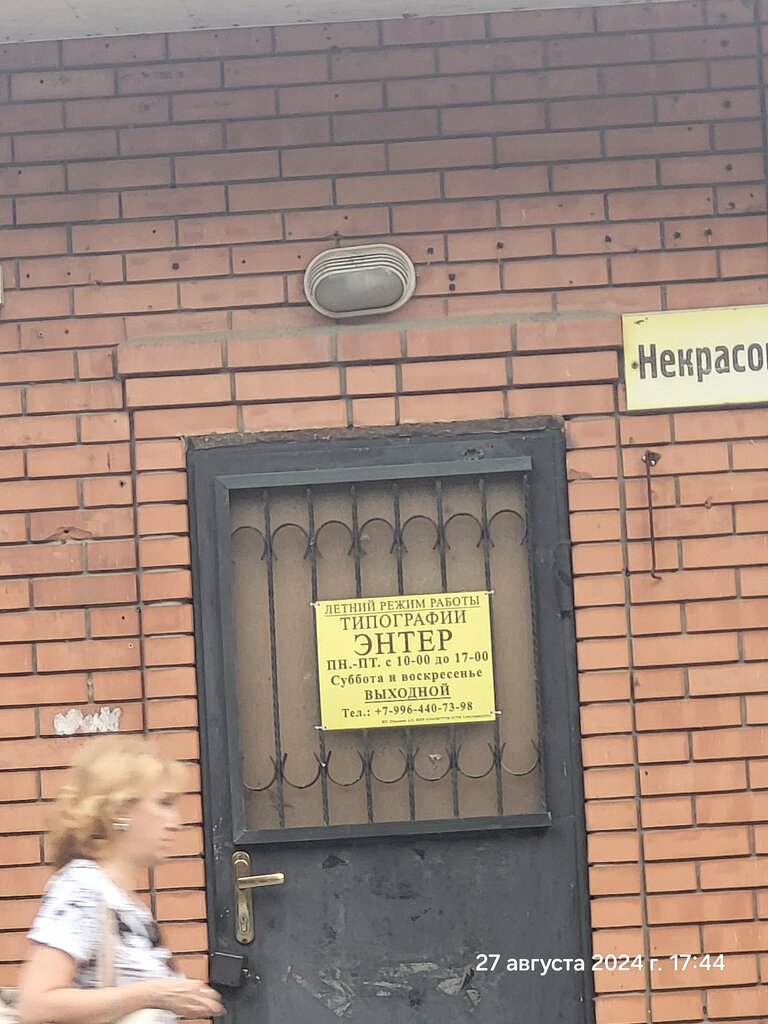 Некрасо
ЛЕТНИЙ РЕЖИМ РАБОТЫ
ТИПОГРАФИИ
ЭНТЕР
ПН.-ПТ. с 10-00 до 17-00
Суббота и воскресенье
ВЫХОДНОЙ
Тел.: +7-996-440-73-98
27 августа 2024 г. 17:44